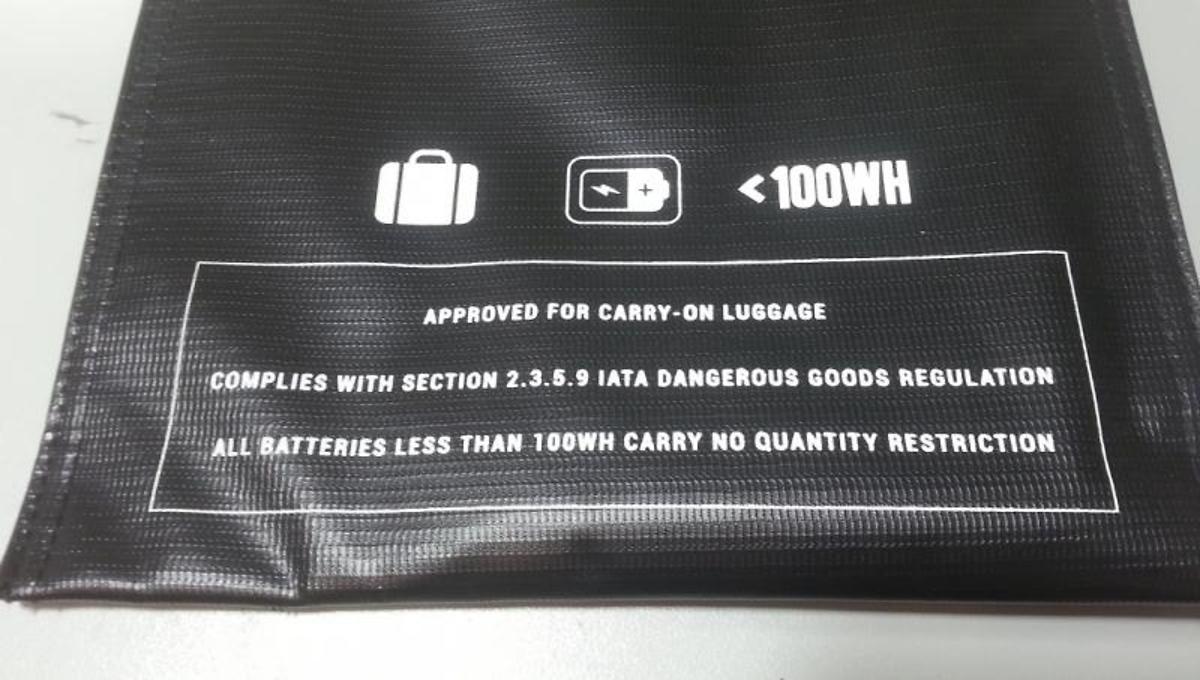 <100WH
APPROVED FOR CARRY-ON LUGGAGE
COMPLIES WITH SECTION 2.3.5.9 IATA DANGEROUS GOODS REGULATION
ALL BATTERIES LESS THAN 100WH CARRY NO QUANTITY RESTRICTION